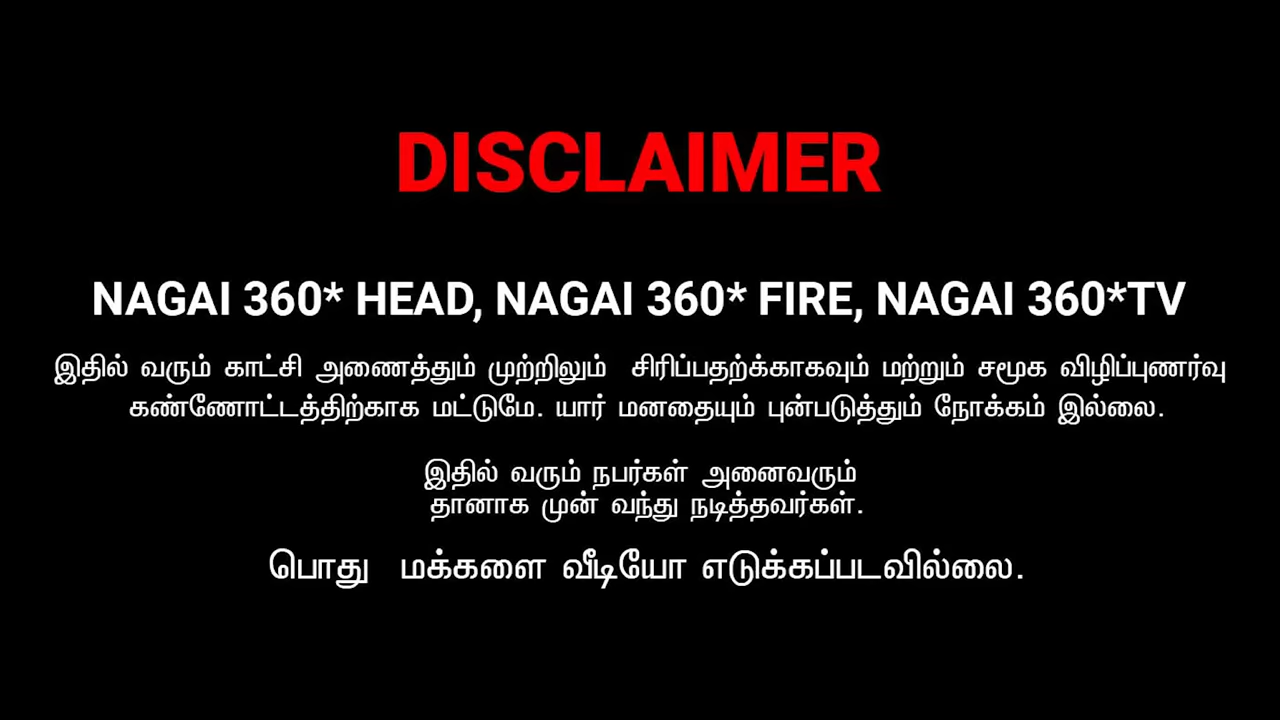 DISCLAIMER
NAGAI 360* HEAD, NAGAI 360* FIRE, NAGAI 360*TV
இதில் வரும் காட்சி அணைத்தும் முற்றிலும் சிரிப்பதற்க்காகவும் மற்றும் சமூக விழிப்புணர்வு
கண்ணோட்டத்திற்காக மட்டுமே. யார் மனதையும் புன்படுத்தும் நோக்கம் இல்லை.
இதில் வரும் நபர்கள் அனைவரும்
தானாக முன் வந்து நடித்தவர்கள்.
பொது மக்களை வீடியோ எடுக்கப்படவில்லை.